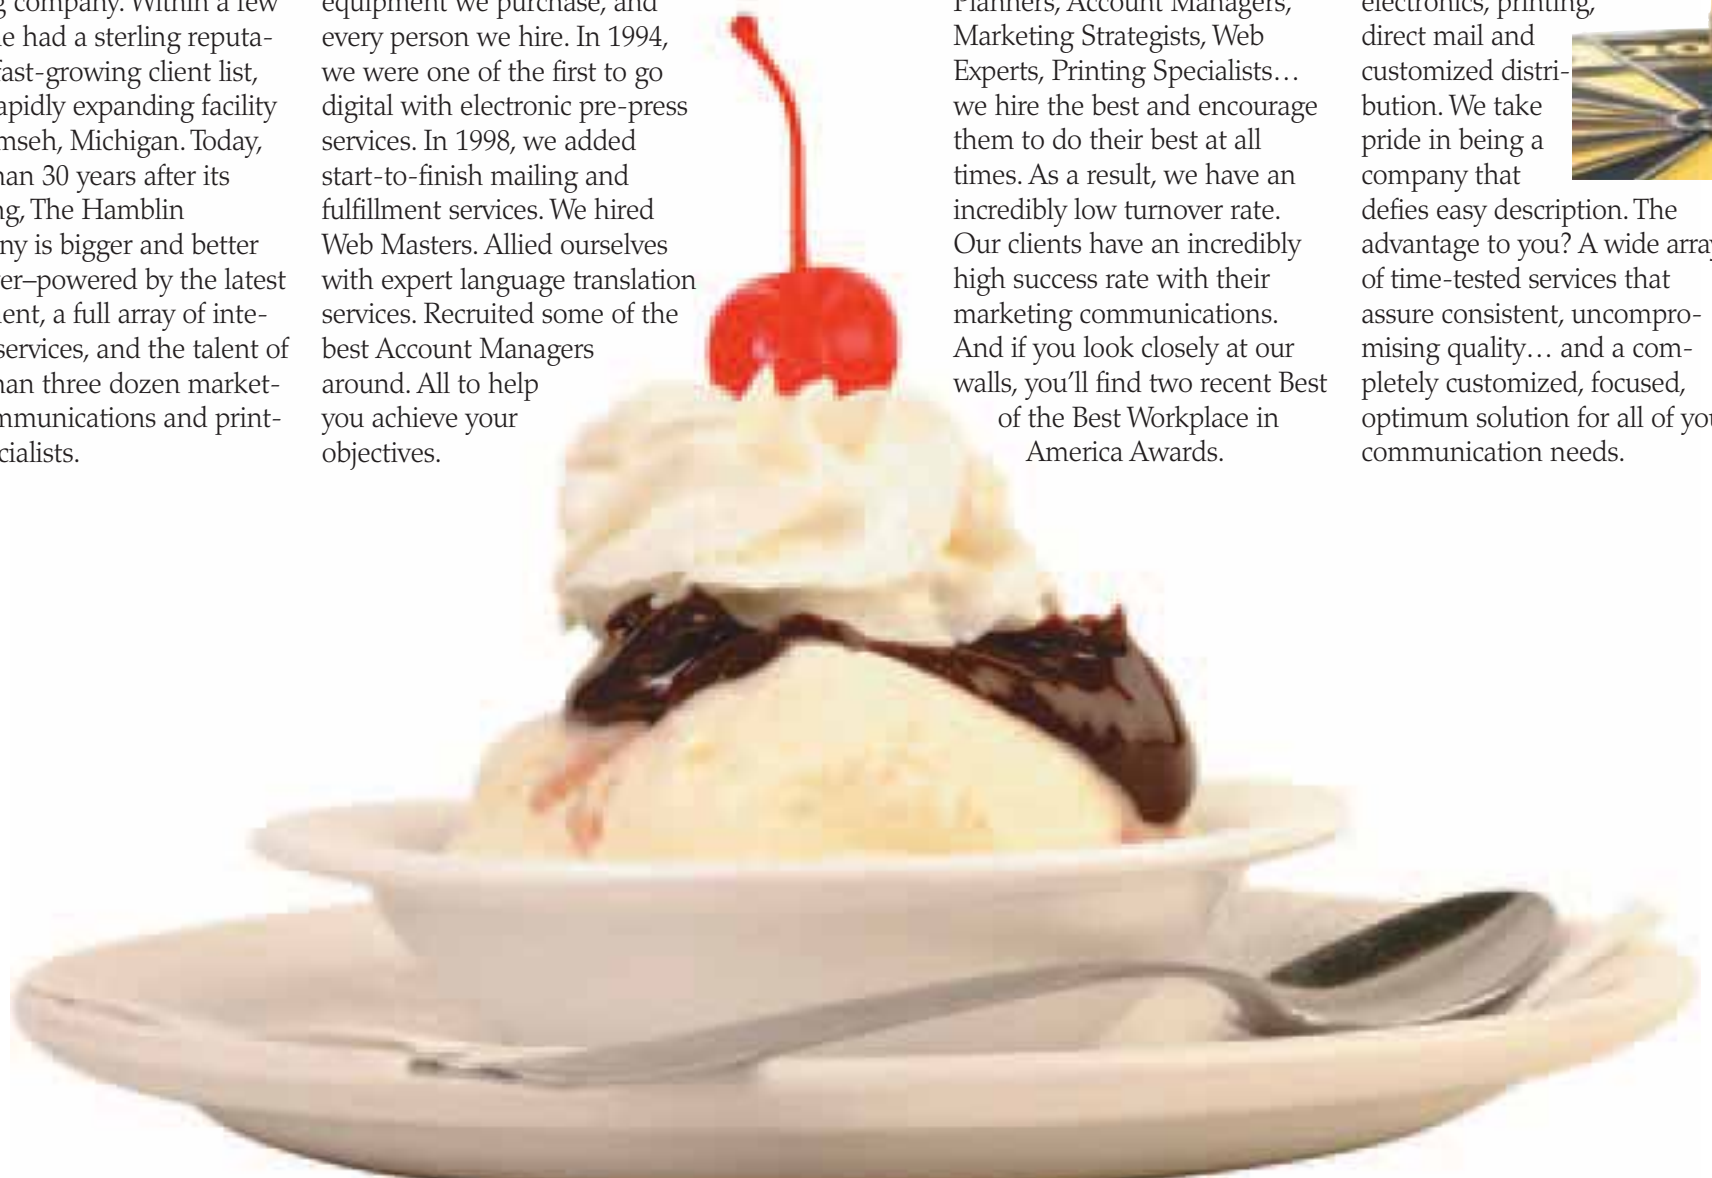 g company. Within a few
e had a sterling reputa-
fast-growing client list,
apidly expanding facility
mseh, Michigan. Today,
han 30 years after its
ng, The Hamblin
ny is bigger and better
er–powered by the latest
ent, a full array of inte-
services, and the talent of
han three dozen market-
mmunications and print-
cialists.
equipment we purchase, and
every person we hire. In 1994,
we were one of the first to go
digital with electronic pre-press
services. In 1998, we added
start-to-finish mailing and
fulfillment services. We hired
Web Masters. Allied ourselves
with expert language translation
services. Recruited some of the
best Account Managers
around. All to help
you achieve your
objectives.
Planners, Account Managers,
Marketing Strategists, Web
Experts, Printing Specialists…
we hire the best and encourage
them to do their best at all
times. As a result, we have an
incredibly low turnover rate.
Our clients have an incredibly
high success rate with their
marketing communications.
And if you look closely at our
walls, you’ll find two recent Best
of the Best Workplace in
America Awards.
electronics, printing,
direct mail and
customized distri-
bution. We take
pride in being a
company that
defies easy description. The
advantage to you? A wide array
of time-tested services that
assure consistent, uncompro-
mising quality… and a com-
pletely customized, focused,
optimum solution for all of you
communication needs.